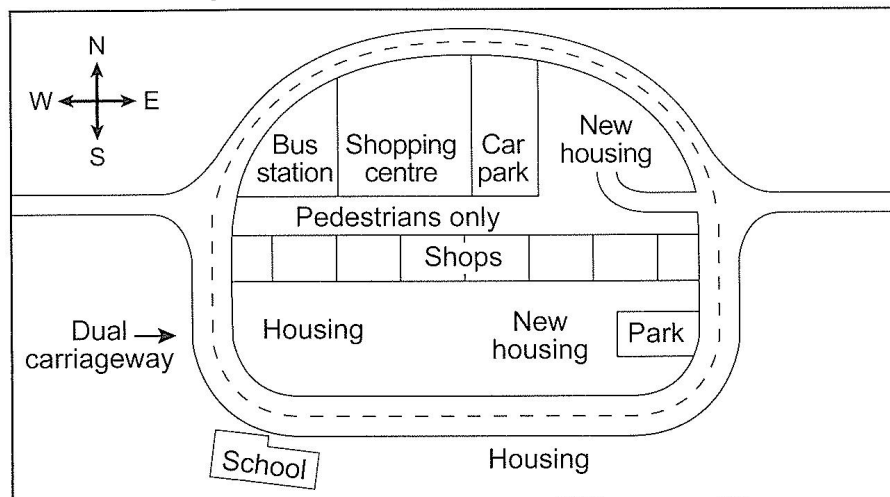 N
W E
S
Bus
station
Shopping
centre
Car
park
New
housing
Pedestrians only
Shops
Dual
carriageway
Housing
New
housing
Park
School
Housing